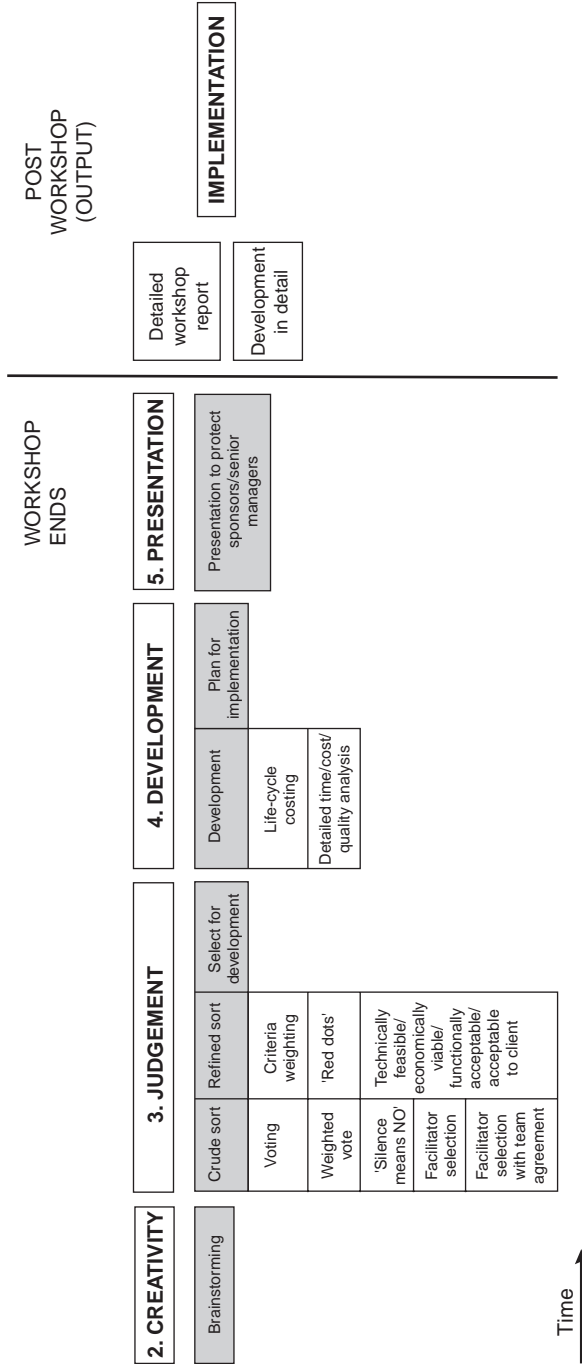 WORKSHOP
ENDS
POST
WORKSHOP
(OUTPUT)
2. CREATIVITY
Brainstorming
3. JUDGEMENT
Crude sort
Refined sort
Select for
development
Voting
Criteria
weighting
Weighted
vote
'Red dots'
'Silence
means NO'
Facilitator
selection
Facilitator
selection
with team
agreement
Technically
feasible/
economically
viable/
functionally
acceptable/
acceptable
to client
4. DEVELOPMENT
Development
Plan for
implementation
Life-cycle
costing
Detailed time/cost/
quality analysis
5. PRESENTATION
Presentation to protect
sponsors/senior
managers
Detailed
workshop
report
Development
in detail
IMPLEMENTATION
Time